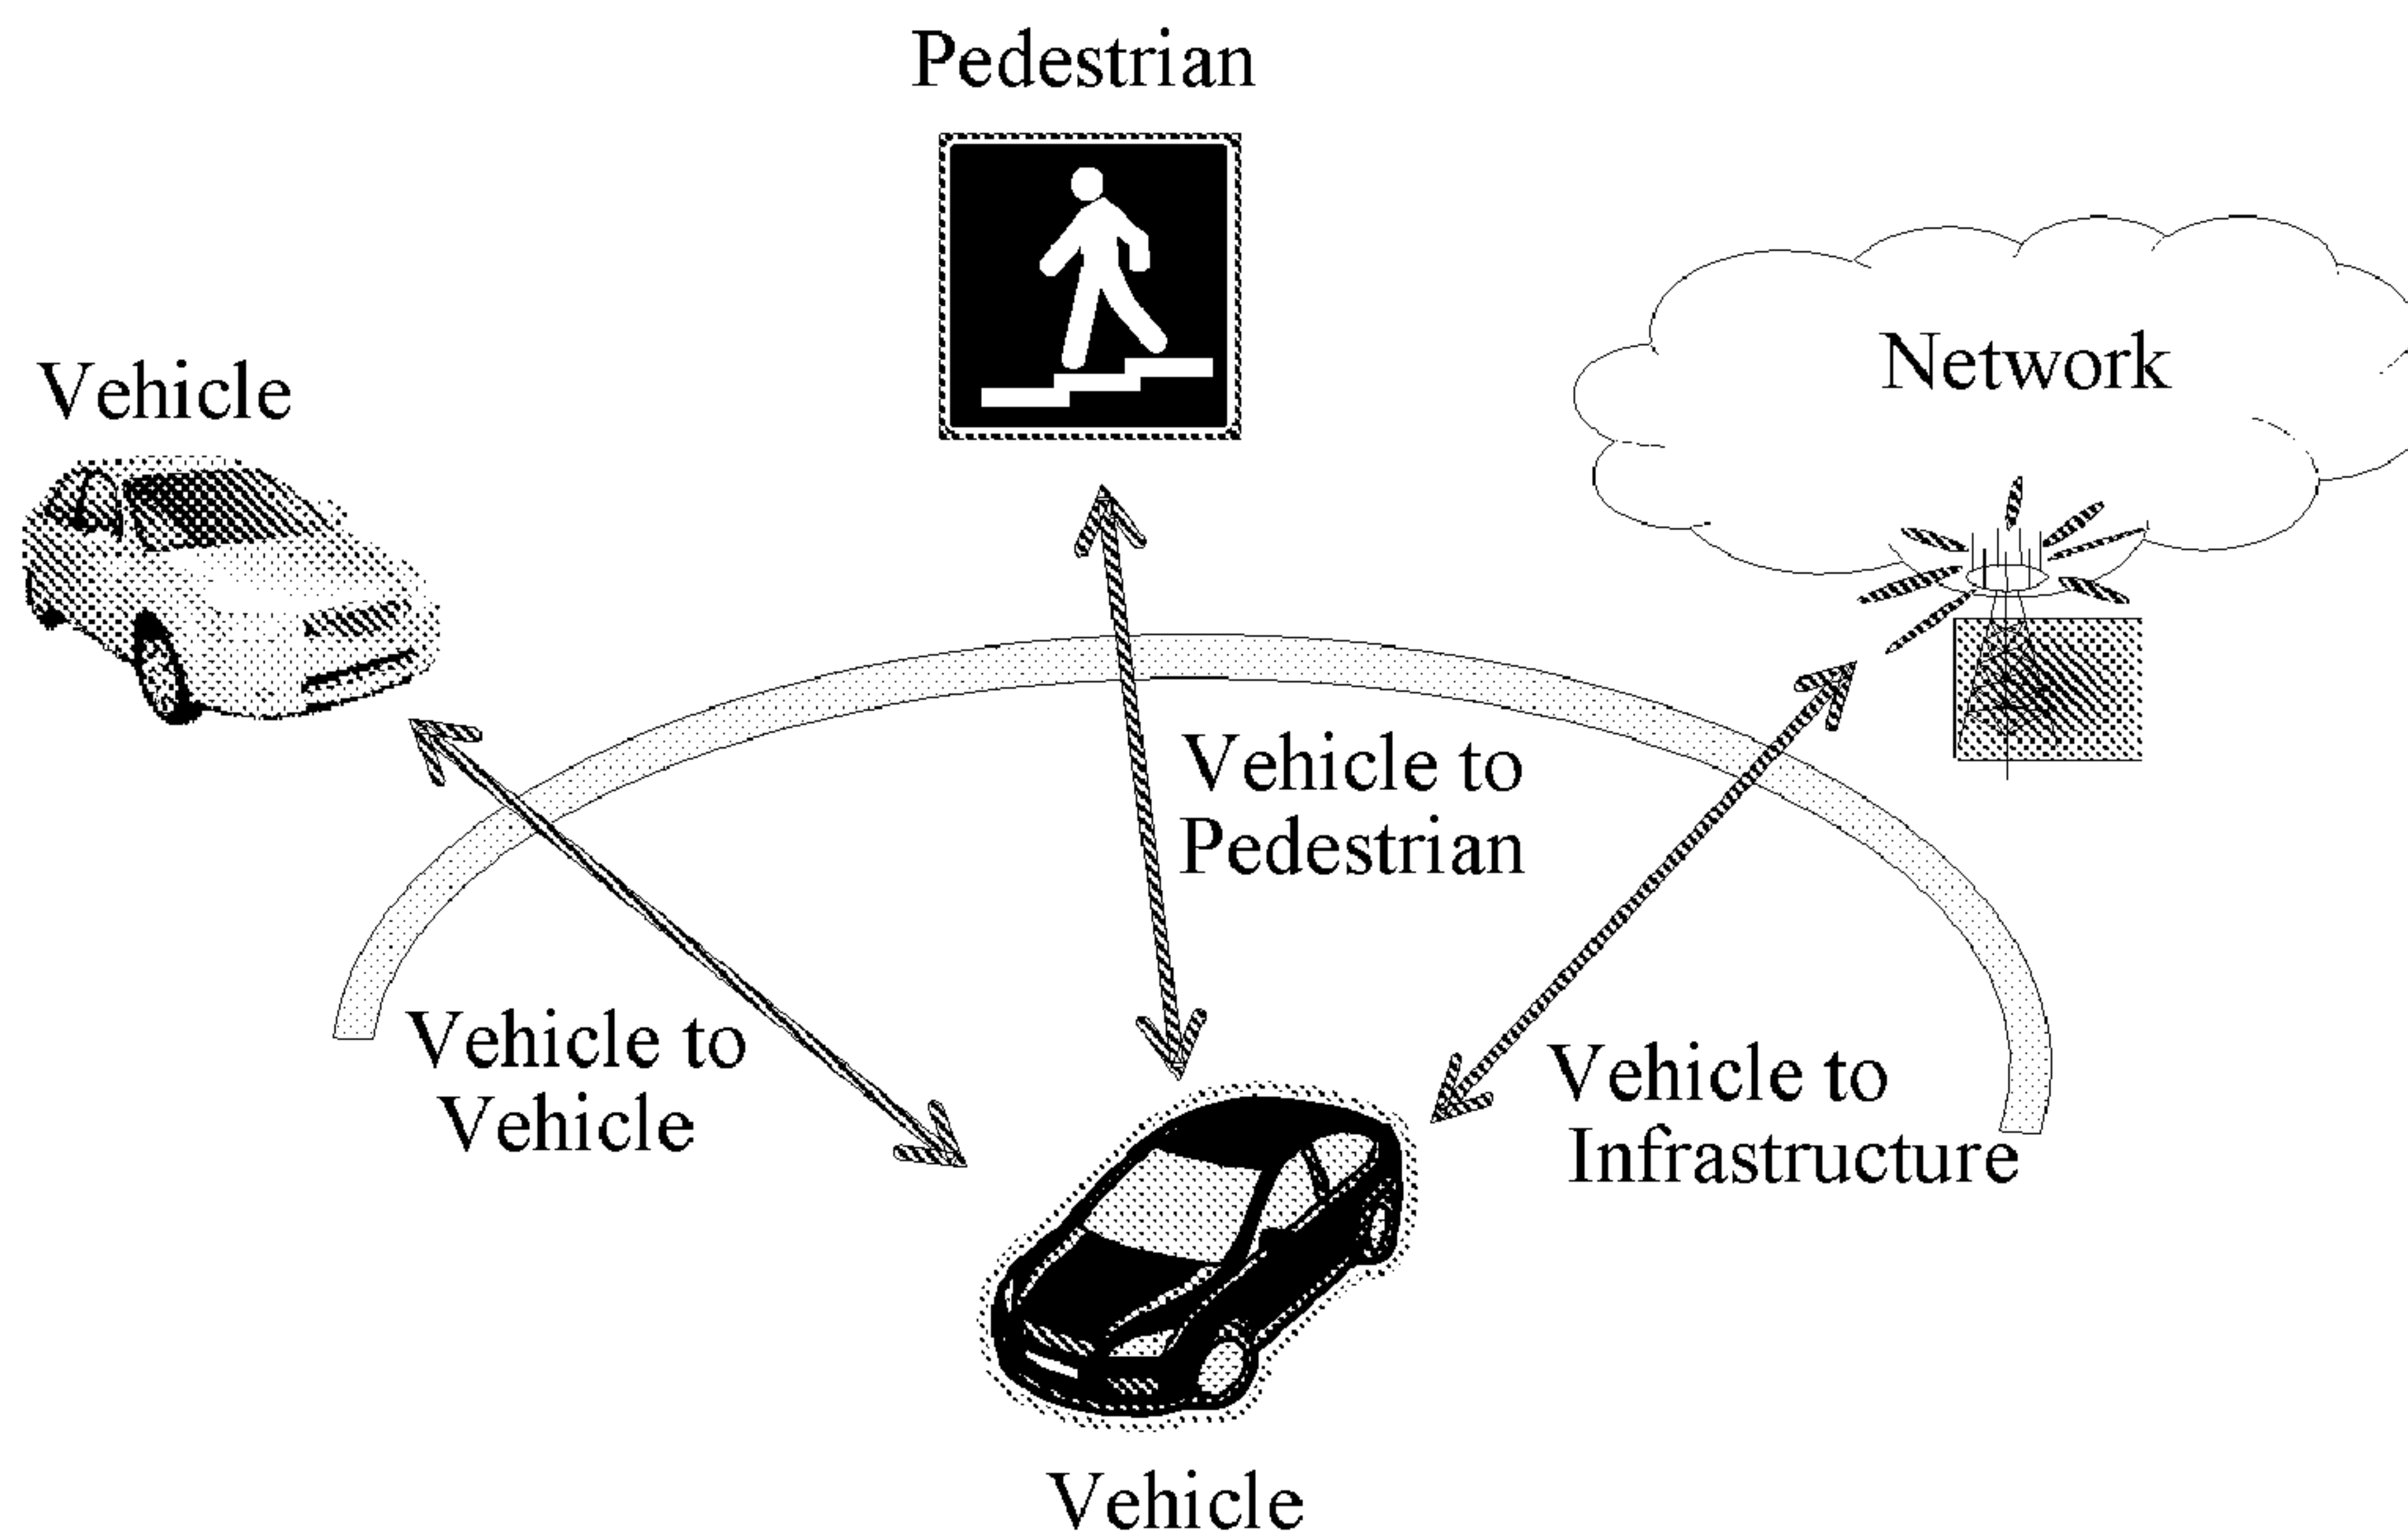 Pedestrian
Vehicle
Network
Vehicle to
Pedestrian
Vehicle to
Vehicle
Vehicle to
Infrastructure
Vehicle